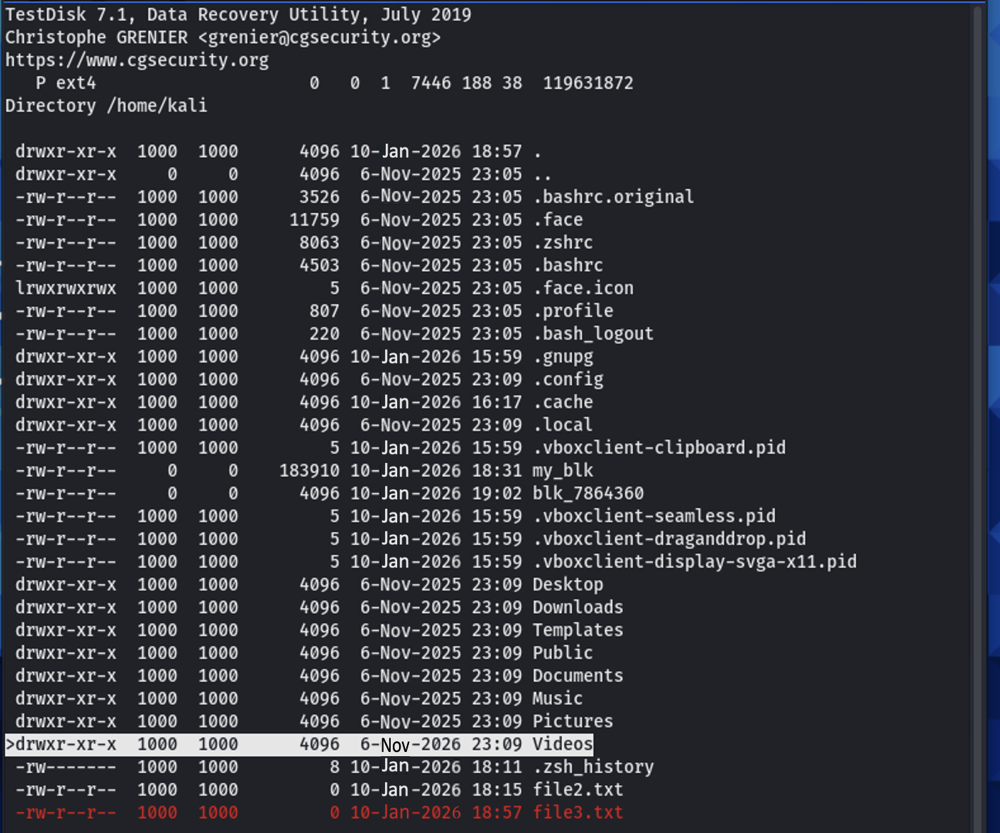 TestDisk 7.1, Data Recovery Utility, July 2019
Christophe GRENIER <grenier@cgsecurity.org>
https://www.cgsecurity.org
   P ext4                     0   0  1  7446 188 38  119631872
Directory /home/kali

 drwxr-xr-x  1000  1000      4096 10-Jan-2026 18:57 .
 drwxr-xr-x     0     0      4096  6-Nov-2025 23:05 ..
 -rw-r--r--  1000  1000      3526  6-Nov-2025 23:05 .bashrc.original
 -rw-r--r--  1000  1000     11759  6-Nov-2025 23:05 .face
 -rw-r--r--  1000  1000      8063  6-Nov-2025 23:05 .zshrc
 -rw-r--r--  1000  1000      4503  6-Nov-2025 23:05 .bashrc
 lrwxrwxrwx  1000  1000         5  6-Nov-2025 23:05 .face.icon
 -rw-r--r--  1000  1000       807  6-Nov-2025 23:05 .profile
 -rw-r--r--  1000  1000       220  6-Nov-2025 23:05 .bash_logout
 drwxr-xr-x  1000  1000      4096 10-Jan-2026 15:59 .gnupg
 drwxr-xr-x  1000  1000      4096  6-Nov-2025 23:09 .config
 drwxr-xr-x  1000  1000      4096 10-Jan-2026 16:17 .cache
 drwxr-xr-x  1000  1000      4096  6-Nov-2025 23:09 .local
 -rw-r--r--  1000  1000         5 10-Jan-2026 15:59 .vboxclient-clipboard.pid
 -rw-r--r--     0     0    183910 10-Jan-2026 18:31 my_blk
 -rw-r--r--     0     0      4096 10-Jan-2026 19:02 blk_7864360
 -rw-r--r--  1000  1000         5 10-Jan-2026 15:59 .vboxclient-seamless.pid
 -rw-r--r--  1000  1000         5 10-Jan-2026 15:59 .vboxclient-draganddrop.pid
 -rw-r--r--  1000  1000         5 10-Jan-2026 15:59 .vboxclient-display-svga-x11.pid
 drwxr-xr-x  1000  1000      4096  6-Nov-2025 23:09 Desktop
 drwxr-xr-x  1000  1000      4096  6-Nov-2025 23:09 Downloads
 drwxr-xr-x  1000  1000      4096  6-Nov-2025 23:09 Templates
 drwxr-xr-x  1000  1000      4096  6-Nov-2025 23:09 Public
 drwxr-xr-x  1000  1000      4096  6-Nov-2025 23:09 Documents
 drwxr-xr-x  1000  1000      4096  6-Nov-2025 23:09 Music
 drwxr-xr-x  1000  1000      4096  6-Nov-2025 23:09 Pictures
>drwxr-xr-x  1000  1000      4096  6-Nov-2026 23:09 Videos
 -rw-------  1000  1000         8 10-Jan-2026 18:11 .zsh_history
 -rw-r--r--  1000  1000         0 10-Jan-2026 18:15 file2.txt
 -rw-r--r--  1000  1000         0 10-Jan-2026 18:57 file3.txt